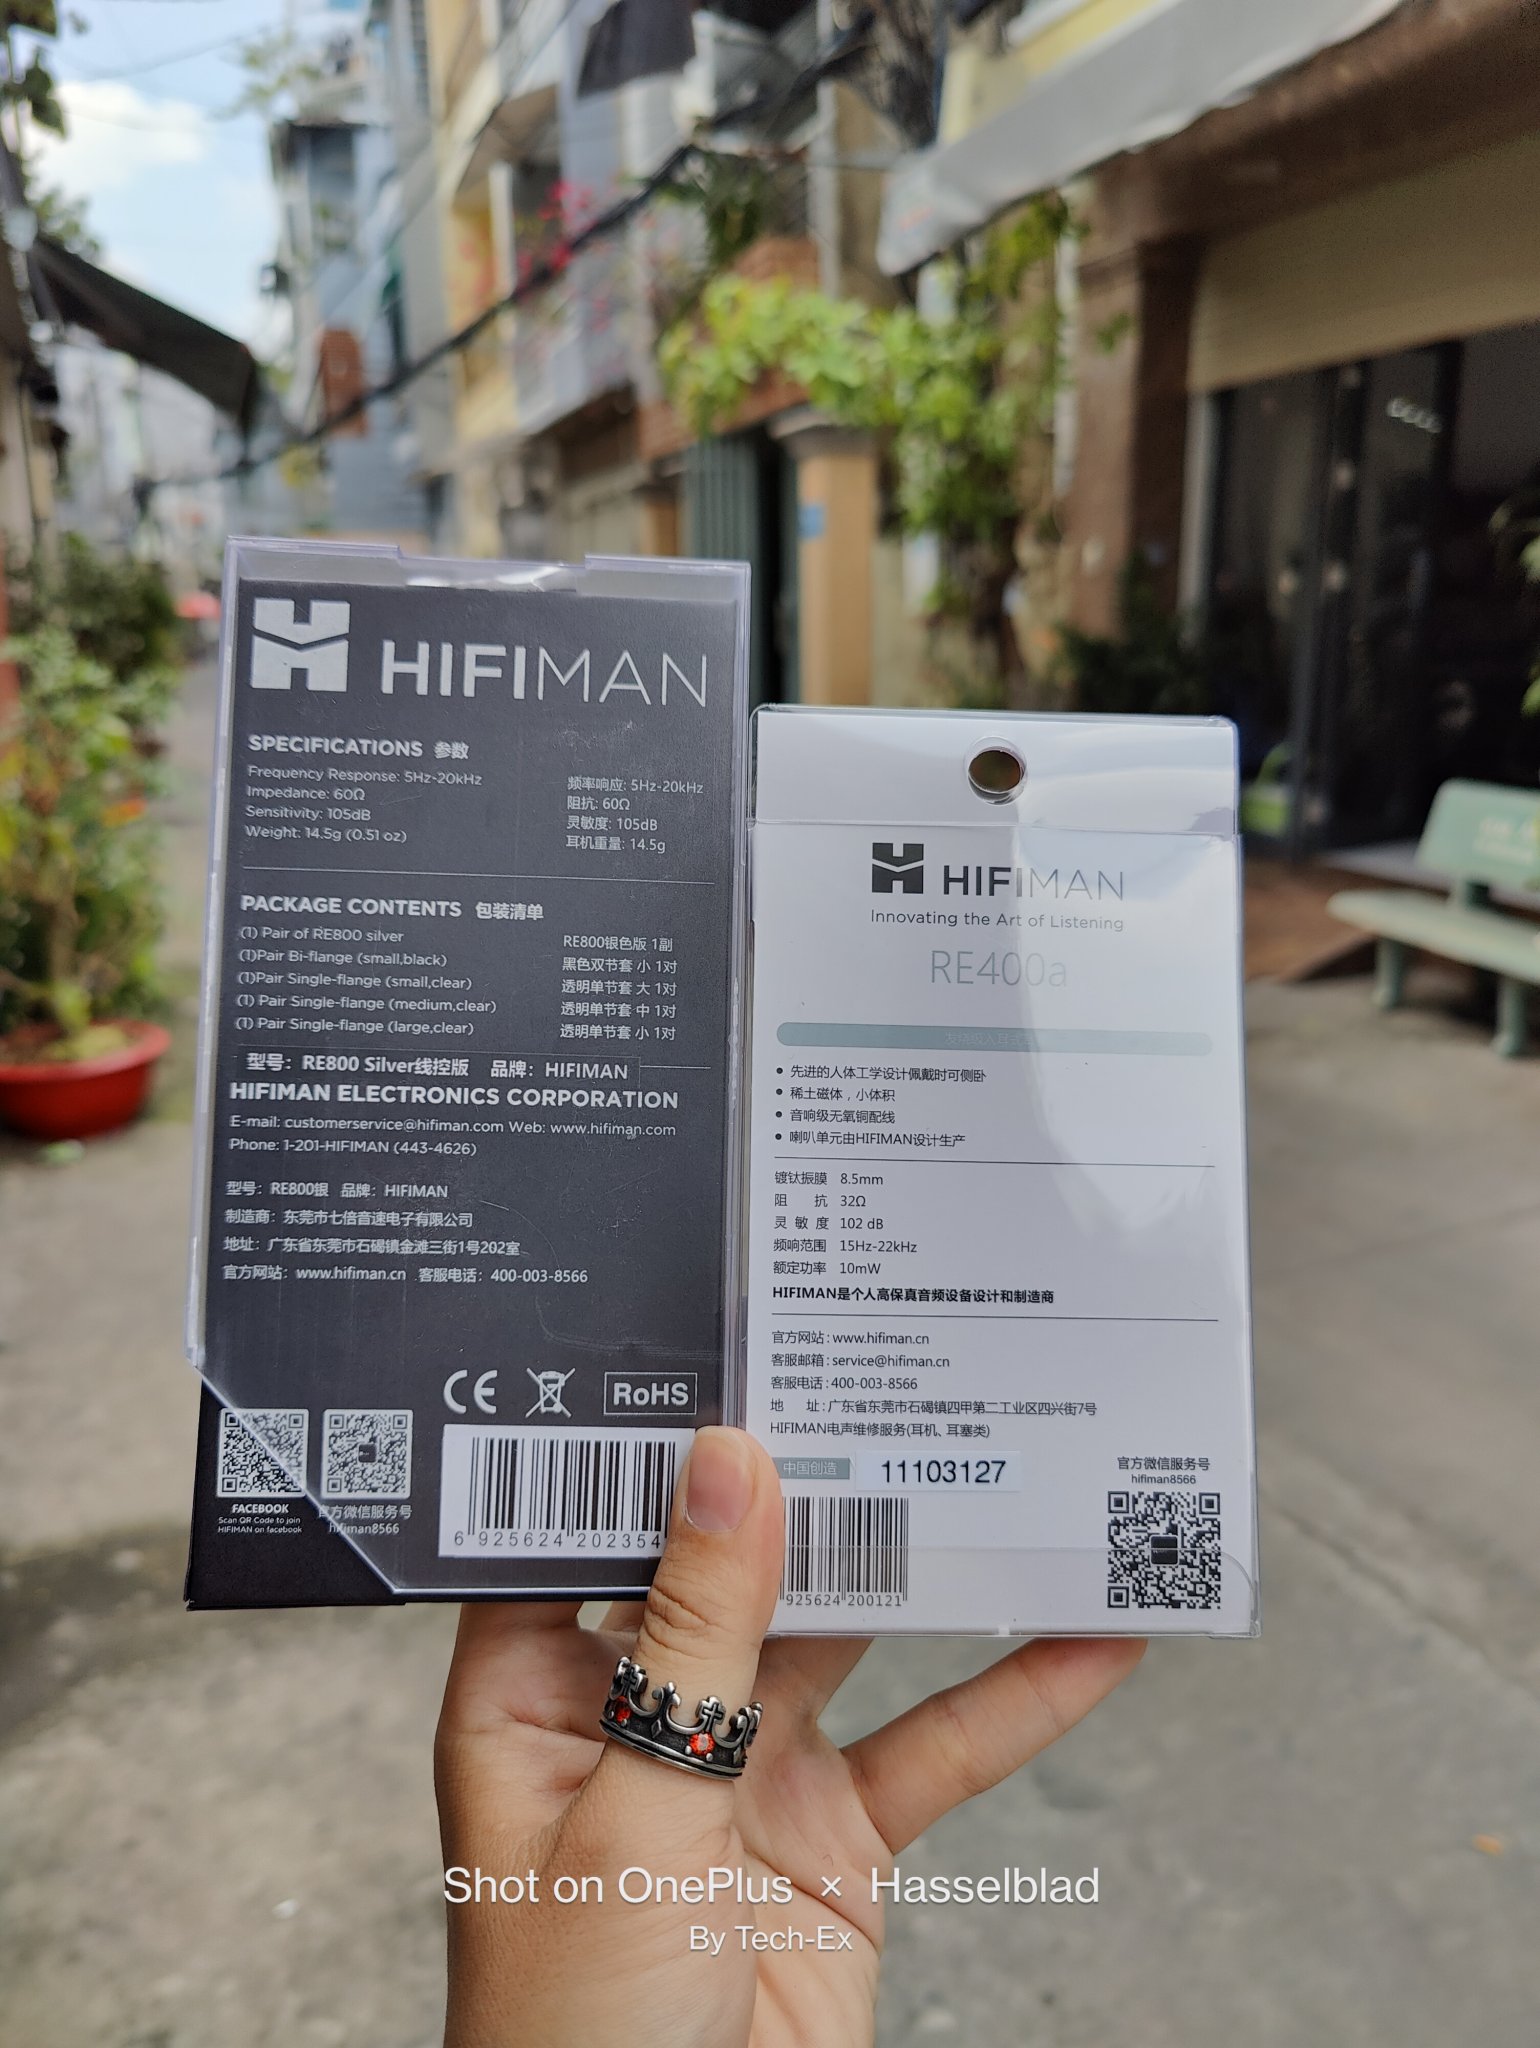 HIFIMAN
SPECIFICATIONS 参数
Frequency Response: 5Hz-20kHz
Impedance: 60Ω
Sensitivity: 105dB
Weight: 14.5g (0.51 oz)
频率响应: 5Hz-20kHz
阻抗: 60Ω
灵敏度: 105dB
耳机重量: 14.5g
PACKAGE CONTENTS 包装清单
(1) Pair of RE800 silver
(1)Pair Bi-flange (small,black)
(1)Pair Single-flange (small,clear)
(1) Pair Single-flange (medium,clear)
(1) Pair Single-flange (large,clear)
RE800银色版 1副
黑色双节套 小 1对
透明单节套 大 1对
透明单节套 中 1对
透明单节套 小 1对
型号：RE800 Silver线控版 品牌：HIFIMAN
HIFIMAN ELECTRONICS CORPORATION
E-mail: customerservice@hifiman.com Web: www.hifiman.com
Phone: 1-201-HIFIMAN (443-4626)
型号：RE800银 品牌：HIFIMAN
制造商：东莞市七倍音速电子有限公司
地址：广东省东莞市石碣镇金滩三街1号202室
官方网站：www.hifiman.cn 客服电话：400-003-8566
CE
RoHS
FACEBOOK
Scan QR Code to join
HIFIMAN on facebook
官方微信服务号
hifiman8566
6 925624 202354
HIFIMAN
Innovating the Art of Listening
RE400a
• 先进的人体工学设计佩戴时可侧卧
• 稀土磁体，小体积
• 音响级无氧铜配线
• 喇叭单元由HIFIMAN设计生产
镀钛振膜 8.5mm
阻 抗 32Ω
灵 敏 度 102 dB
频响范围 15Hz-22kHz
额定功率 10mW
HIFIMAN是个人高保真音频设备设计和制造商
官方网站:www.hifiman.cn
客服邮箱:service@hifiman.cn
客服电话:400-003-8566
地 址:广东省东莞市石碣镇四甲第二工业区四兴街7号
HIFIMAN电声维修服务(耳机、耳塞类)
中国创造 11103127
925624 200121
官方微信服务号
hifiman8566
Shot on OnePlus × Hasselblad
By Tech-Ex